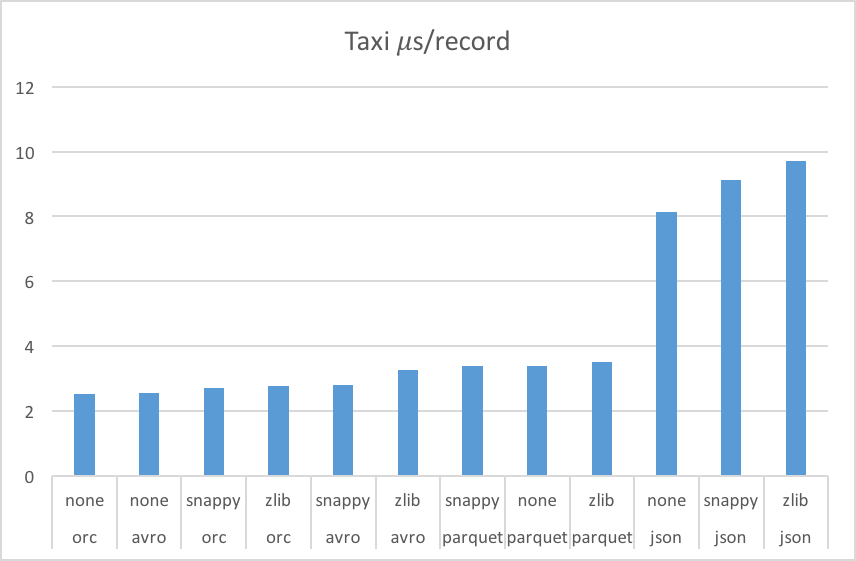 Taxi 𝜇s/record
12
10
8
6
4
2
0
none none snappy zlib snappy zlib snappy none zlib none snappy zlib
orc avro orc orc avro avro parquet parquet parquet json json json